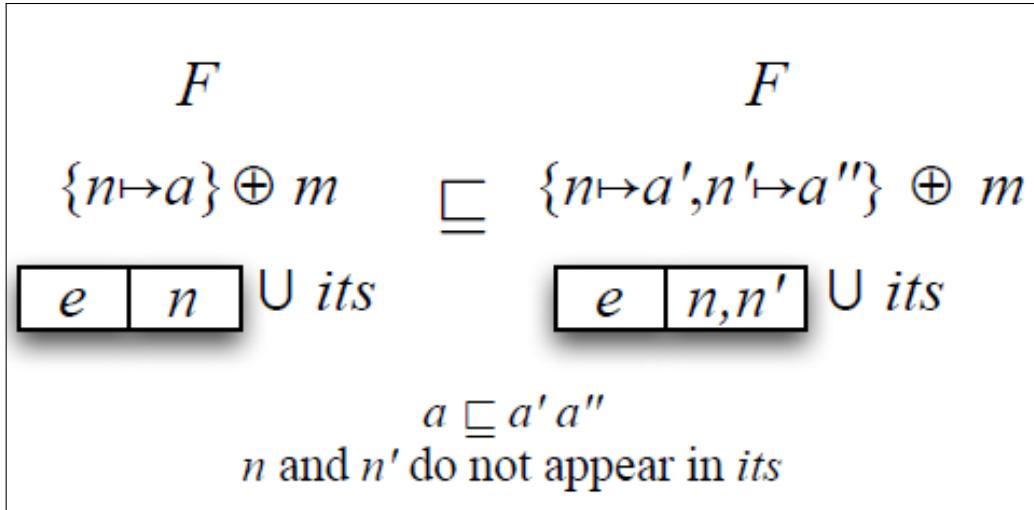 F F
{n↦a} ⊕ m ⊑ {n↦a′,n′↦a″} ⊕ m
e n ∪ its e n,n′ ∪ its
a ⊑ a′ a″
n and n′ do not appear in its